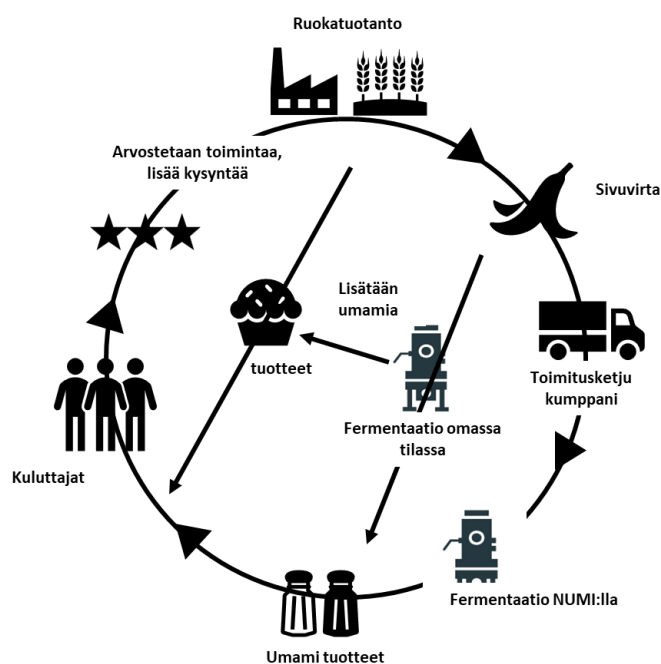 Ruokatuotanto
Arvostetaan toimintaa,
lisää kysyntää
Sivuvirta
Lisätään
umamia
tuotteet
Toimitusketju
kumppani
Fermentaatio omassa
tilassa
Kuluttajat
Fermentaatio NUMI:lla
Umami tuotteet